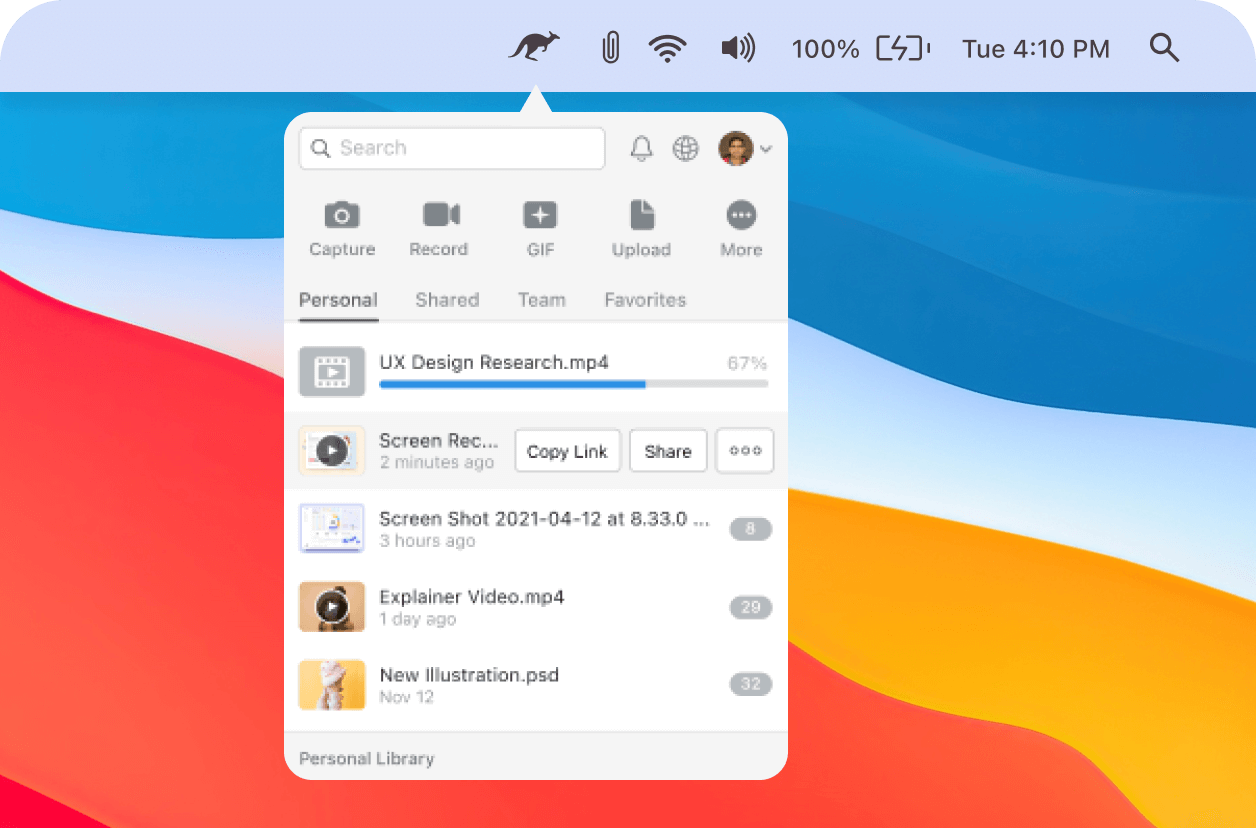 100% Tue 4:10 PM
Search
Capture Record GIF Upload More
Personal Shared Team Favorites
UX Design Research.mp4 67%
Screen Rec...
2 minutes ago
Copy Link Share
Screen Shot 2021-04-12 at 8.33.0 ...
3 hours ago
8
Explainer Video.mp4
1 day ago
29
New Illustration.psd
Nov 12
32
Personal Library